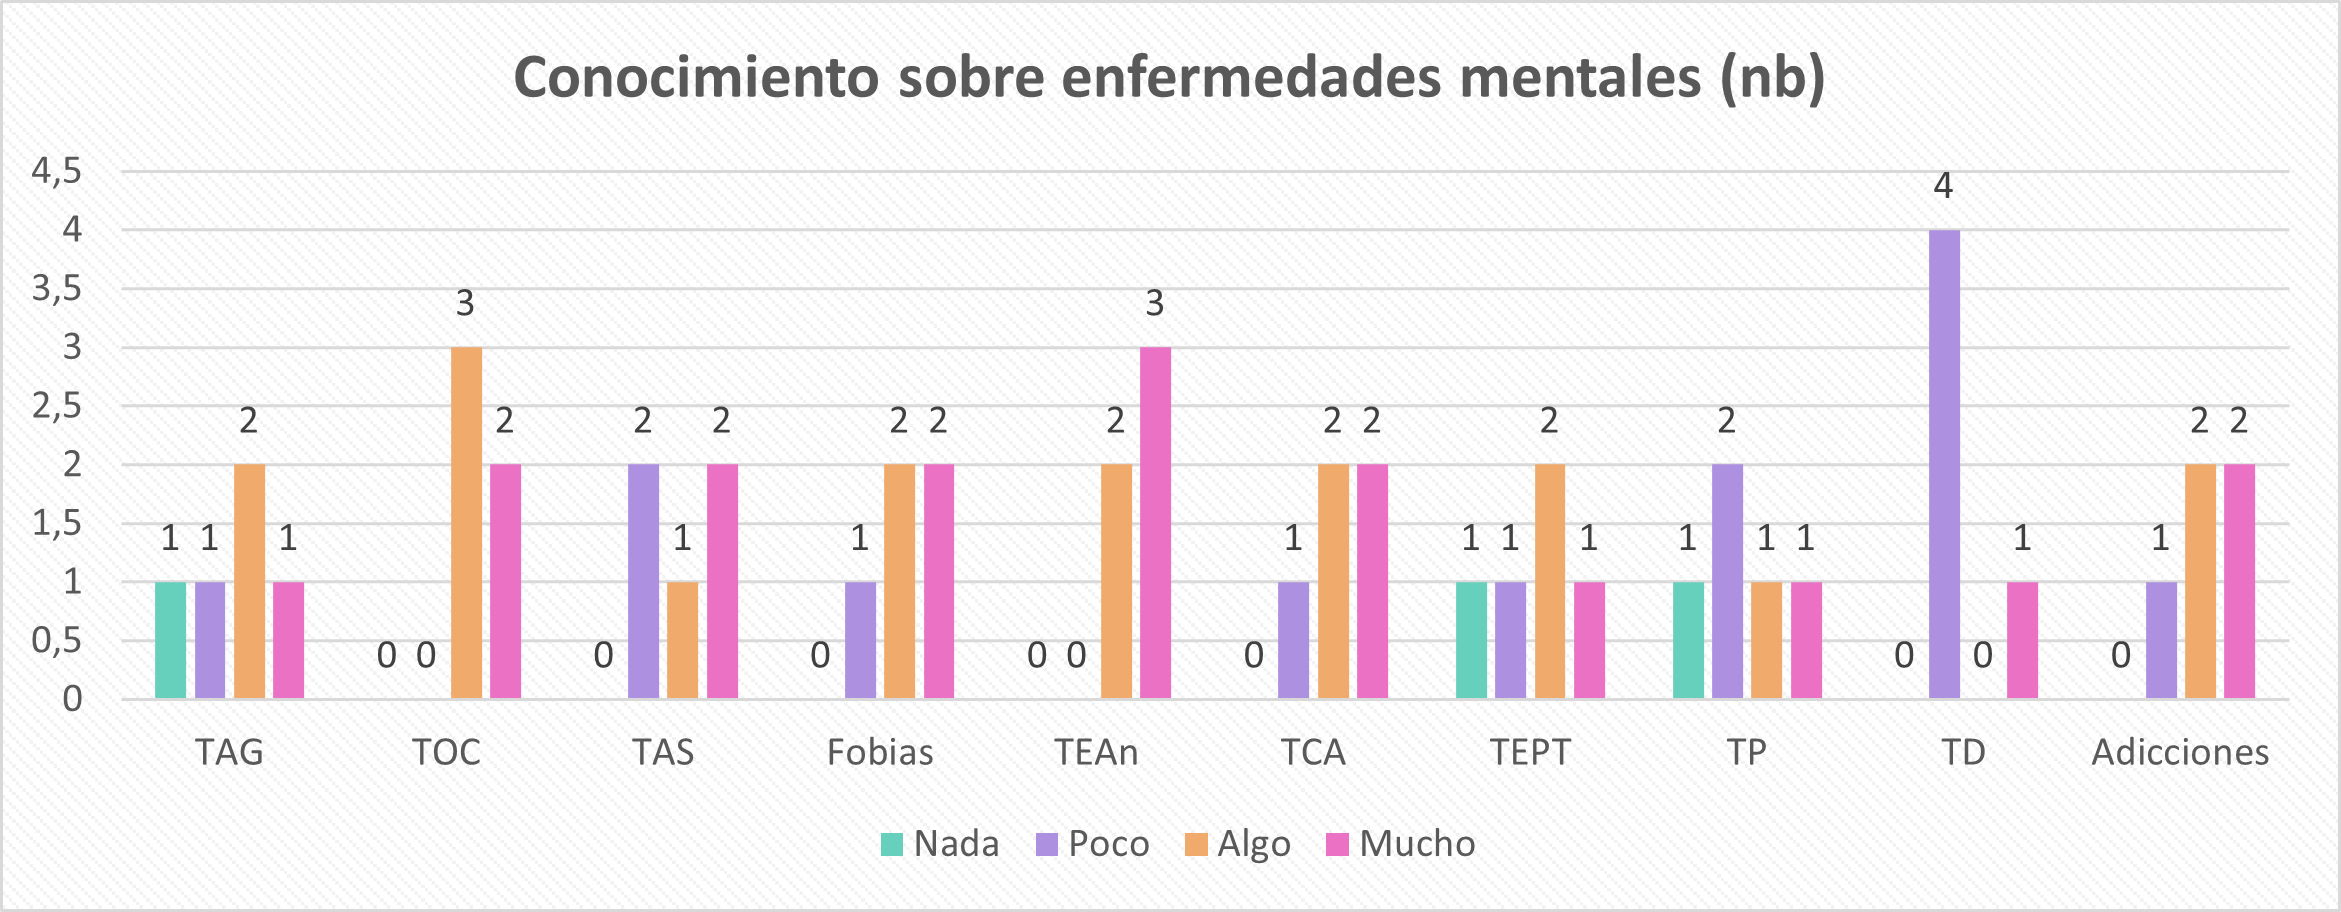 Conocimiento sobre enfermedades mentales (nb)
4,5
4
3,5
3
2,5
2
1,5
1
0,5
0
1 1 2 1
0 0 3 2
0 2 1 2
0 1 2 2
0 0 2 3
0 1 2 2
1 1 2 1
1 2 1 1
0 4 0 1
0 1 2 2
TAG TOC TAS Fobias TEAn TCA TEPT TP TD Adicciones
Nada Poco Algo Mucho